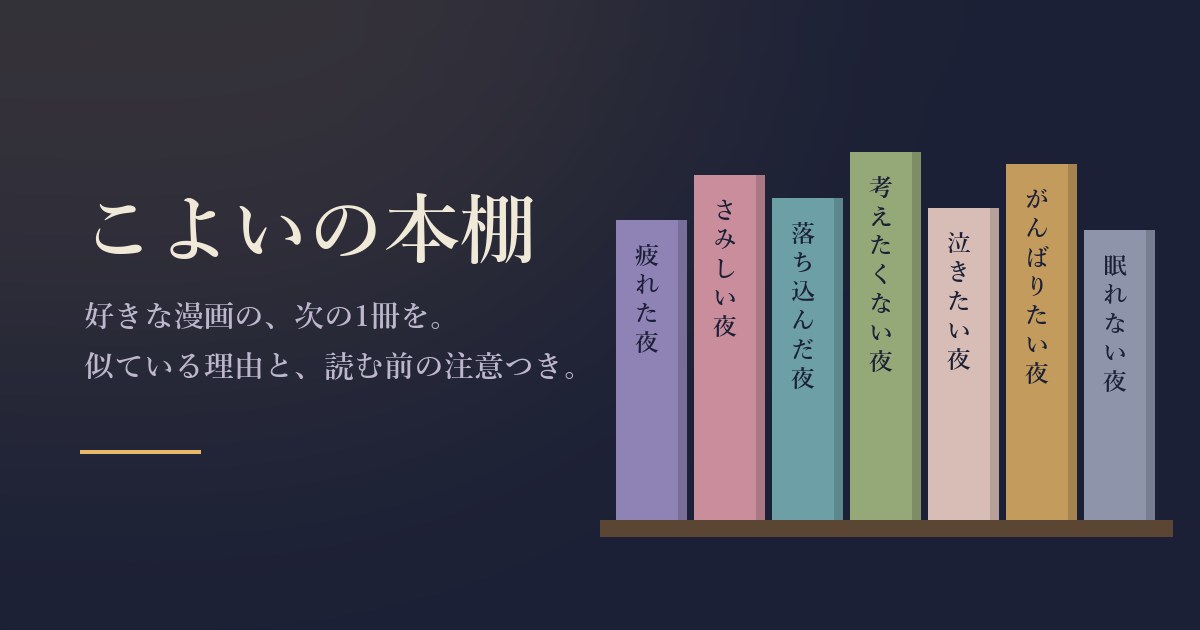 こよいの本棚
好きな漫画の、次の1冊を。
似ている理由と、読む前の注意つき。
疲れた夜
さみしい夜
落ち込んだ夜
考えたくない夜
泣きたい夜
がんばりたい夜
眠れない夜